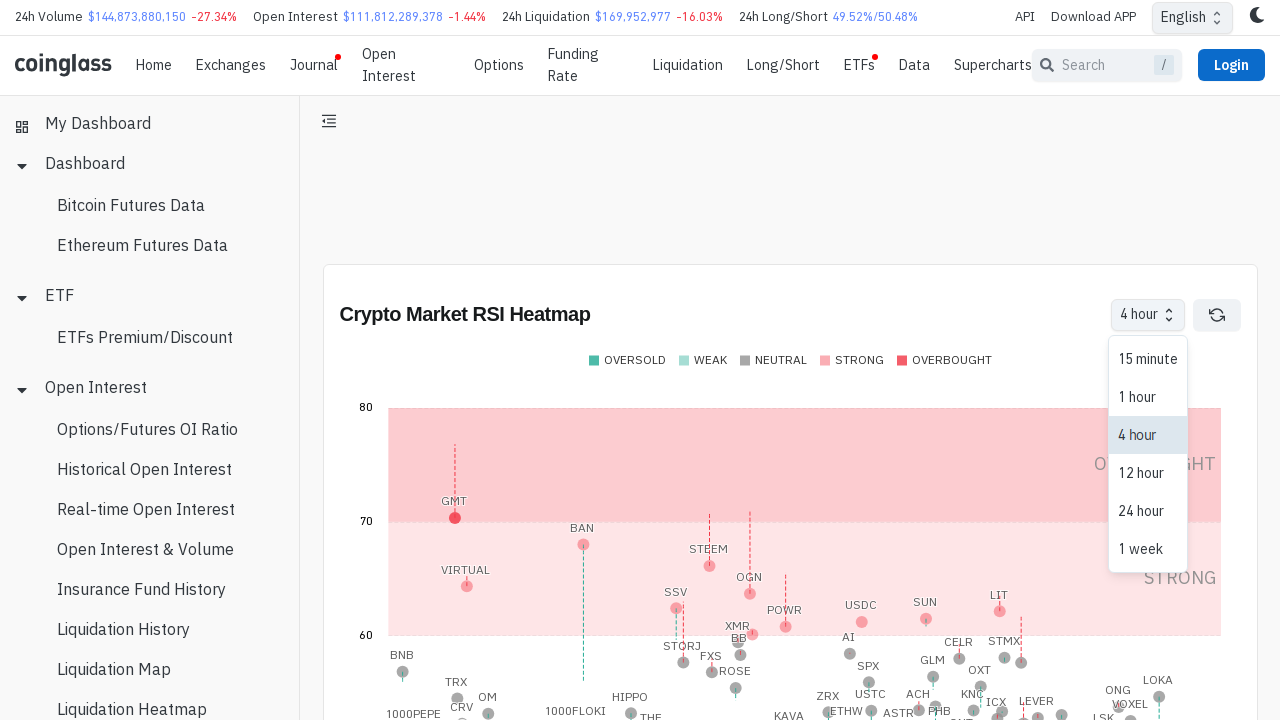 24h Volume $144,873,880,150 -27.34% Open Interest $111,812,289,378 -1.44% 24h Liquidation $169,952,977 -16.03% 24h Long/Short 49.52%/50.48% API Download APP English
coinglass Home Exchanges Journal Open Interest Options Funding Rate Liquidation Long/Short ETFs Data Supercharts Search / Login
My Dashboard
Dashboard
Bitcoin Futures Data
Ethereum Futures Data
ETF
ETFs Premium/Discount
Open Interest
Options/Futures OI Ratio
Historical Open Interest
Real-time Open Interest
Open Interest & Volume
Insurance Fund History
Liquidation History
Liquidation Map
Liquidation Heatmap
Crypto Market RSI Heatmap
4 hour
15 minute
1 hour
4 hour
12 hour
24 hour
1 week
OVERSOLD WEAK NEUTRAL STRONG OVERBOUGHT
80
GMT
70
BAN
STEEM
VIRTUAL
OGN
STRONG
SSV
LIT
SUN
USDC
POWR
XMR
60
BB
AI
STORJ
CELR
STMX
BNB
FXS
GLM
SPX
ROSE
OXT
LOKA
TRX
ONG
OM
HIPPO
ZRX
USTC
ACH
KNC
ICX
LEVER
VOXEL
CRV
1000PEPE
1000FLOKI
THE
KAVA
ETHW
ASTR
PHB
LSK